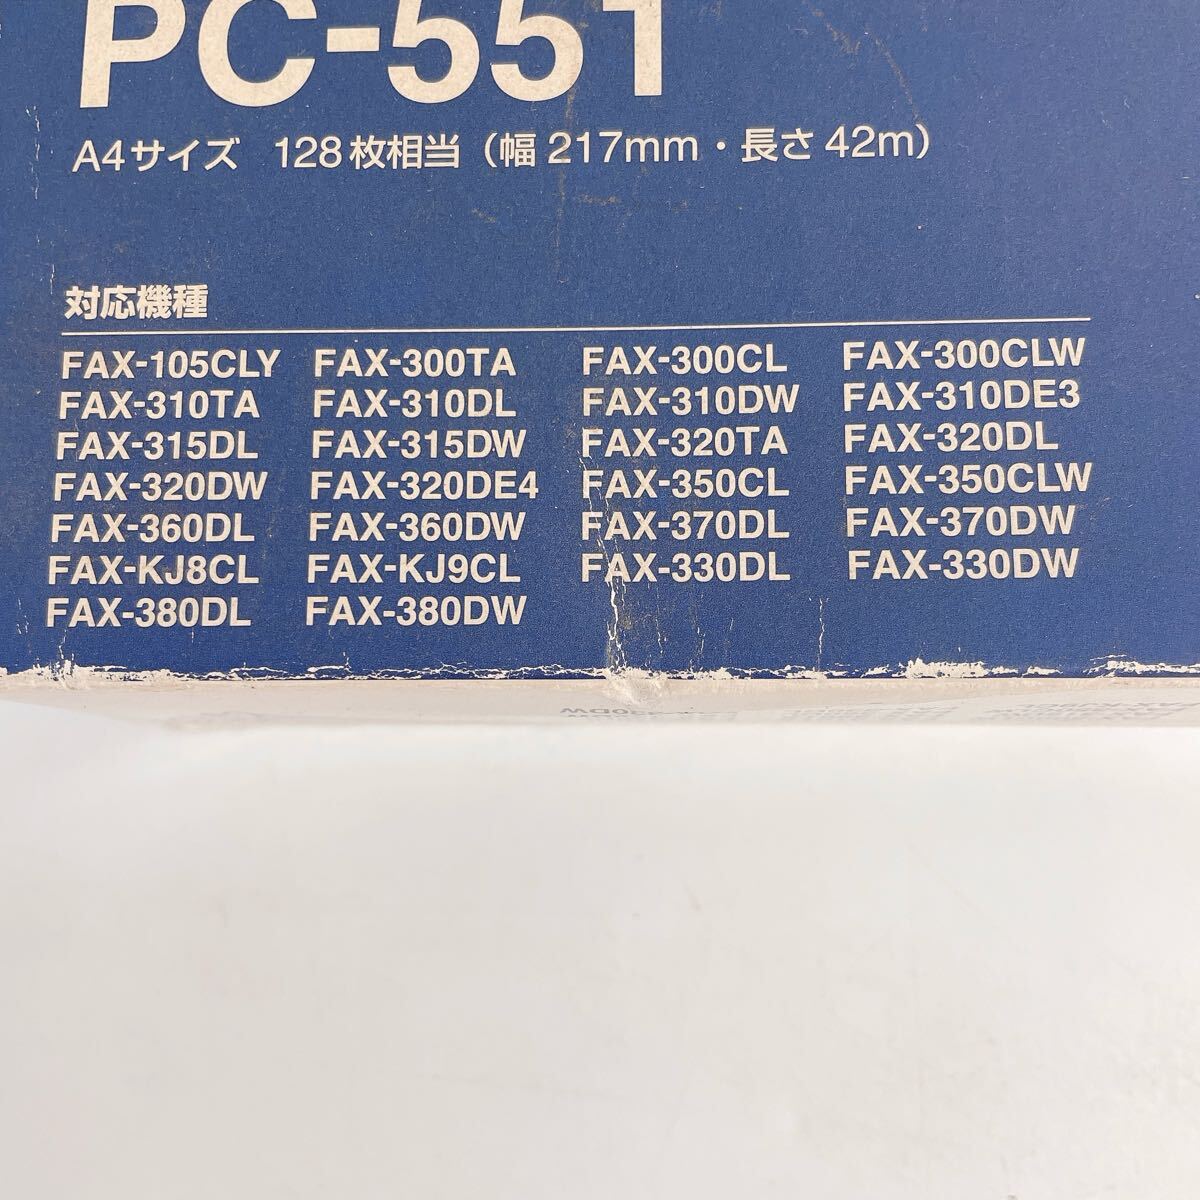 PC-551
A4サイズ 128枚相当（幅217mm・長さ42m）
対応機種
FAX-105CLY FAX-300TA FAX-300CL FAX-300CLW
FAX-310TA FAX-310DL FAX-310DW FAX-310DE3
FAX-315DL FAX-315DW FAX-320TA FAX-320DL
FAX-320DW FAX-320DE4 FAX-350CL FAX-350CLW
FAX-360DL FAX-360DW FAX-370DL FAX-370DW
FAX-KJ8CL FAX-KJ9CL FAX-330DL FAX-330DW
FAX-380DL FAX-380DW